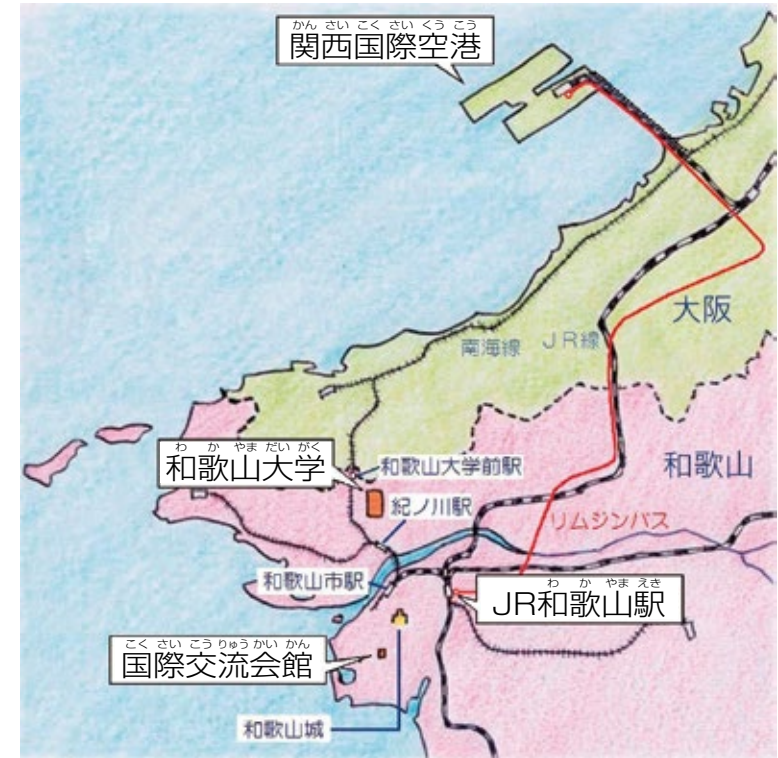 かんさいこくさいくうこう
関西国際空港
大阪
南海線
JR線
わかやまだいがく
和歌山大学
和歌山大学前駅
和歌山
紀ノ川駅
リムジンバス
和歌山市駅
わかやまえき
JR和歌山駅
こくさいこうりゅうかいかん
国際交流会館
和歌山城